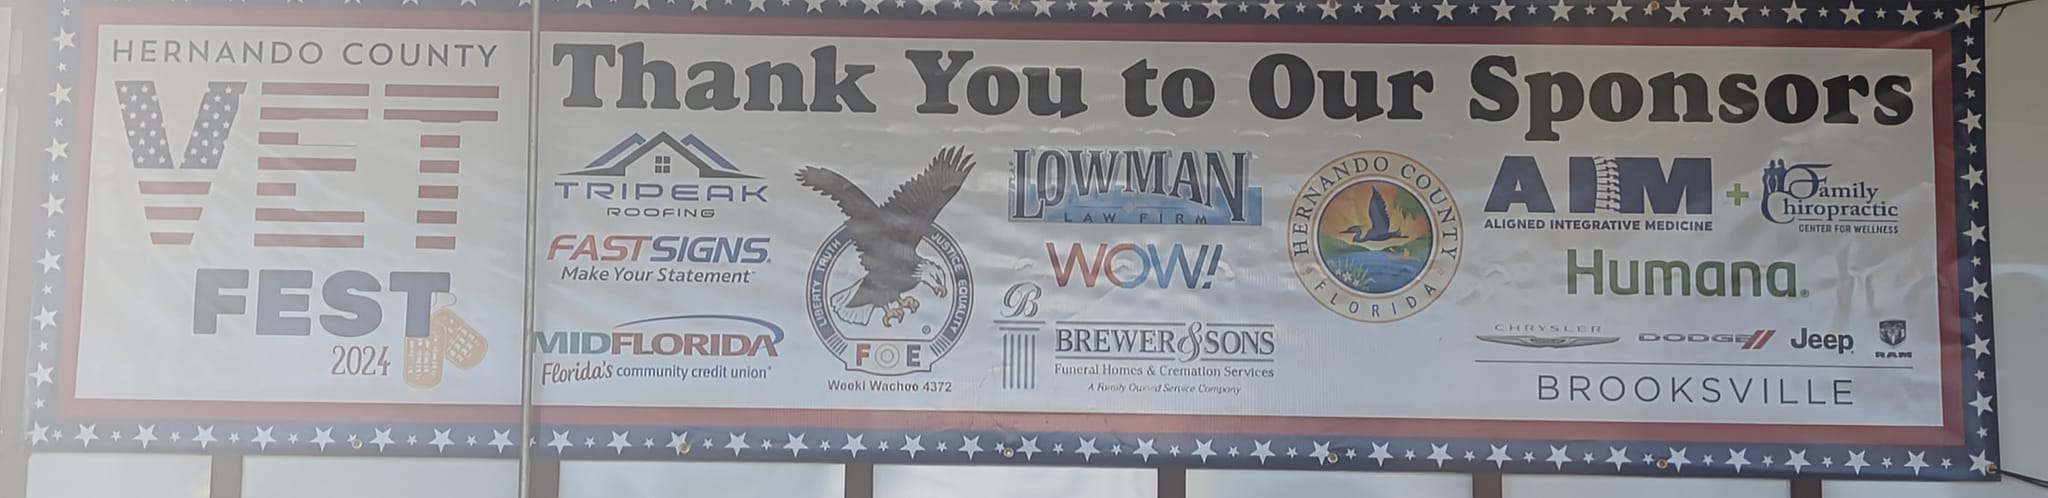 HERNANDO COUNTY
VET
FEST
2024
Thank You to Our Sponsors
TRIPEAK
ROOFING
FASTSIGNS.
Make Your Statement™
MIDFLORIDA
Florida's community credit union®
LIBERTY TRUTH JUSTICE EQUALITY
FOE
Weeki Wachee 4372
LOWMAN
LAW FIRM
WOW!
B
BREWER & SONS
Funeral Homes & Cremation Services
A Family Owned Service Company
HERNANDO COUNTY
FLORIDA
AIM
ALIGNED INTEGRATIVE MEDICINE
+
Family
Chiropractic
CENTER FOR WELLNESS
Humana®
CHRYSLER DODGE Jeep RAM
BROOKSVILLE